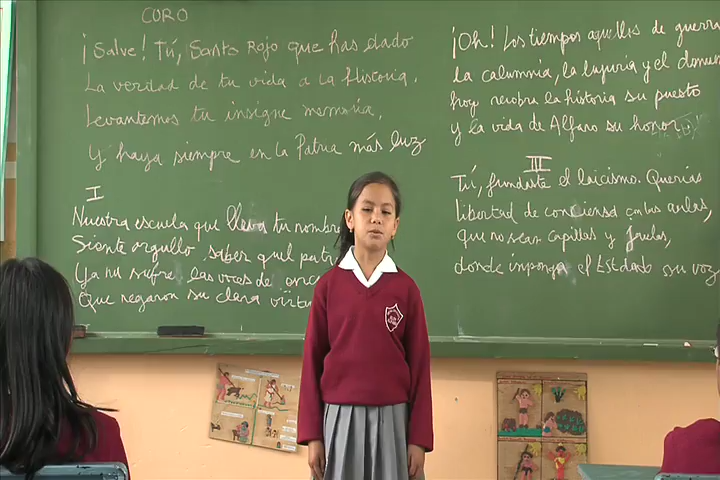 CORO
¡Salve! Tú, Santo Rojo que has dado
La verdad de tu vida a la Historia.
Levantemos tu insigne memoria,
y haya siempre en la Patria más luz
I
Nuestra escuela que lleva tu nombre
Siente orgullo saber que
Ya no sufre las voces de
Que negaron su clara
¡Oh! Los tiempos aquellos de guerra
la calumnia, la injuria y el
hoy recobra la historia su puesto
y la vida de Alfaro su honor
III
Tú, fundaste el laicismo. Querías
libertad de conciensa en las aulas,
que no sean Capillas y Jaulas,
donde imponga el Estado su voz